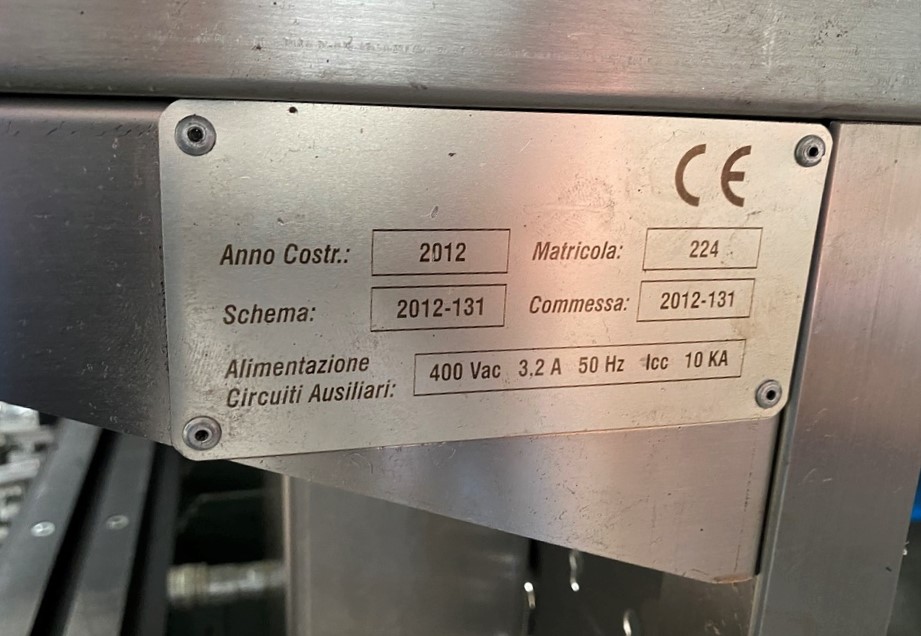 CE
Anno Costr.: 2012 Matricola: 224
Schema: 2012-131 Commessa: 2012-131
Alimentazione
Circuiti Ausiliari: 400 Vac 3,2 A 50 Hz Icc 10 KA